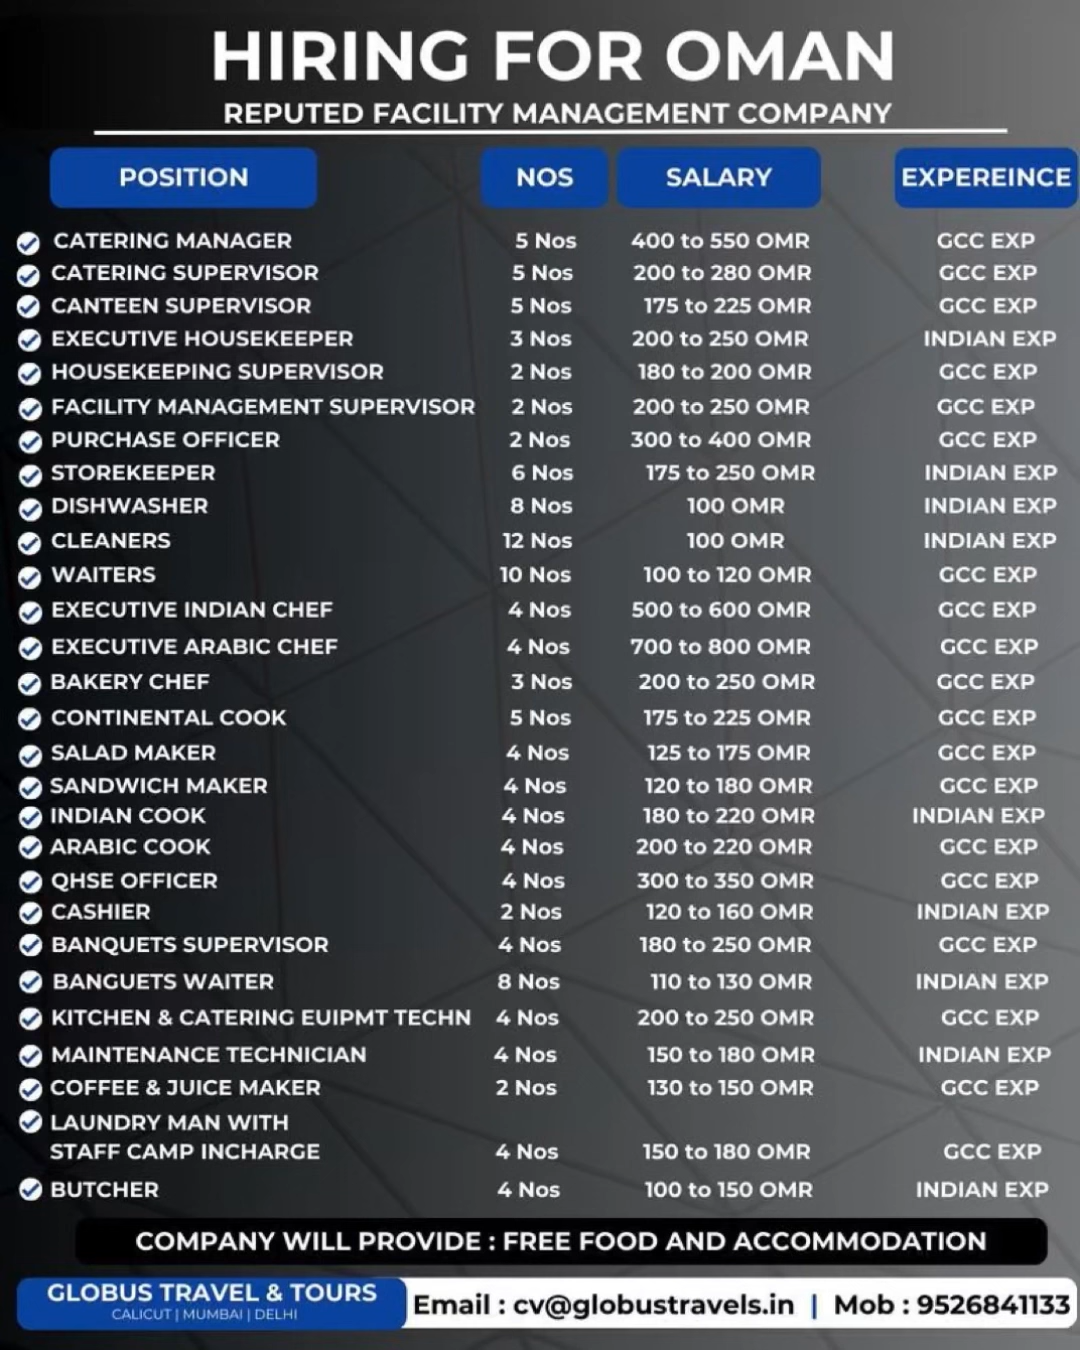 HIRING FOR OMAN
REPUTED FACILITY MANAGEMENT COMPANY
POSITION NOS SALARY EXPEREINCE
CATERING MANAGER 5 Nos 400 to 550 OMR GCC EXP
CATERING SUPERVISOR 5 Nos 200 to 280 OMR GCC EXP
CANTEEN SUPERVISOR 5 Nos 175 to 225 OMR GCC EXP
EXECUTIVE HOUSEKEEPER 3 Nos 200 to 250 OMR INDIAN EXP
HOUSEKEEPING SUPERVISOR 2 Nos 180 to 200 OMR GCC EXP
FACILITY MANAGEMENT SUPERVISOR 2 Nos 200 to 250 OMR GCC EXP
PURCHASE OFFICER 2 Nos 300 to 400 OMR GCC EXP
STOREKEEPER 6 Nos 175 to 250 OMR INDIAN EXP
DISHWASHER 8 Nos 100 OMR INDIAN EXP
CLEANERS 12 Nos 100 OMR INDIAN EXP
WAITERS 10 Nos 100 to 120 OMR GCC EXP
EXECUTIVE INDIAN CHEF 4 Nos 500 to 600 OMR GCC EXP
EXECUTIVE ARABIC CHEF 4 Nos 700 to 800 OMR GCC EXP
BAKERY CHEF 3 Nos 200 to 250 OMR GCC EXP
CONTINENTAL COOK 5 Nos 175 to 225 OMR GCC EXP
SALAD MAKER 4 Nos 125 to 175 OMR GCC EXP
SANDWICH MAKER 4 Nos 120 to 180 OMR GCC EXP
INDIAN COOK 4 Nos 180 to 220 OMR INDIAN EXP
ARABIC COOK 4 Nos 200 to 220 OMR GCC EXP
QHSE OFFICER 4 Nos 300 to 350 OMR GCC EXP
CASHIER 2 Nos 120 to 160 OMR INDIAN EXP
BANQUETS SUPERVISOR 4 Nos 180 to 250 OMR GCC EXP
BANGUETS WAITER 8 Nos 110 to 130 OMR INDIAN EXP
KITCHEN & CATERING EUIPMT TECHN 4 Nos 200 to 250 OMR GCC EXP
MAINTENANCE TECHNICIAN 4 Nos 150 to 180 OMR INDIAN EXP
COFFEE & JUICE MAKER 2 Nos 130 to 150 OMR GCC EXP
LAUNDRY MAN WITH
STAFF CAMP INCHARGE 4 Nos 150 to 180 OMR GCC EXP
BUTCHER 4 Nos 100 to 150 OMR INDIAN EXP
COMPANY WILL PROVIDE : FREE FOOD AND ACCOMMODATION
GLOBUS TRAVEL & TOURS
CALICUT | MUMBAI | DELHI
Email : cv@globustravels.in | Mob : 9526841133